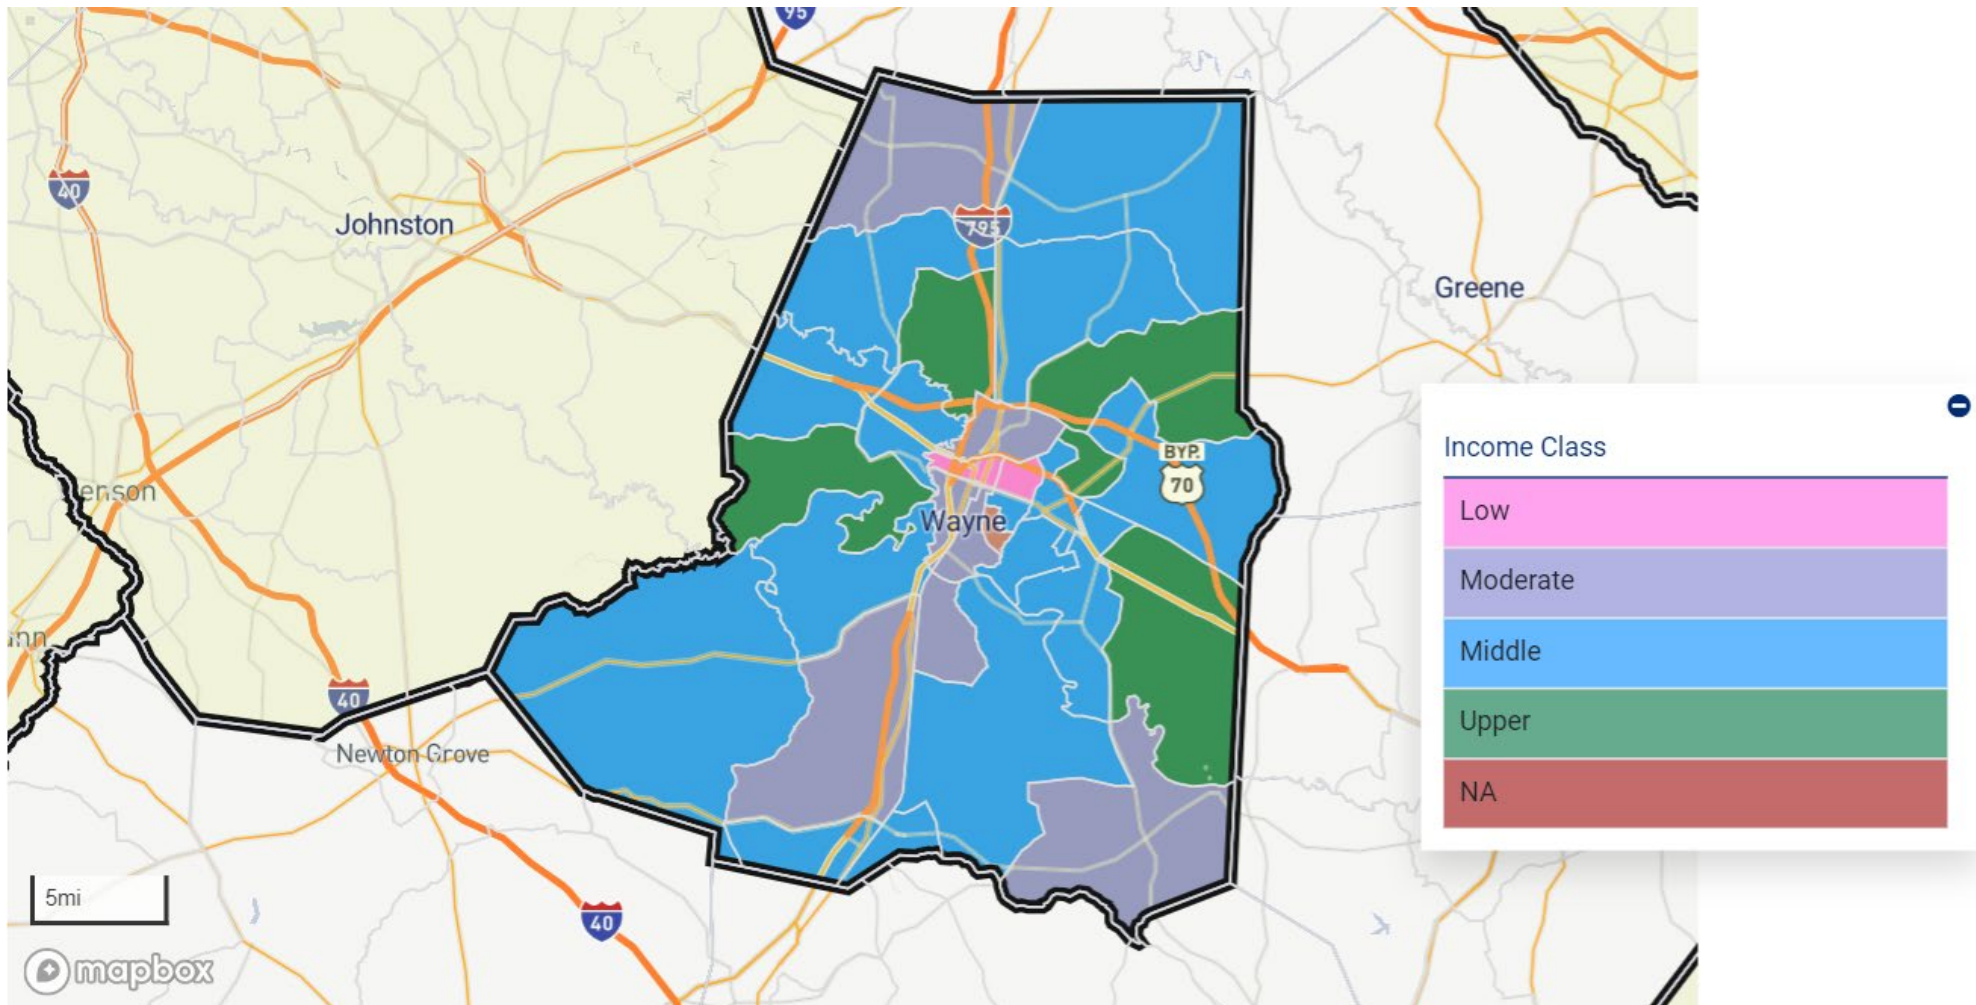 95
40
Johnston
795
Greene
BYP.
70
Wayne
40
Newton Grove
40
5mi
mapbox
Income Class
Low
Moderate
Middle
Upper
NA